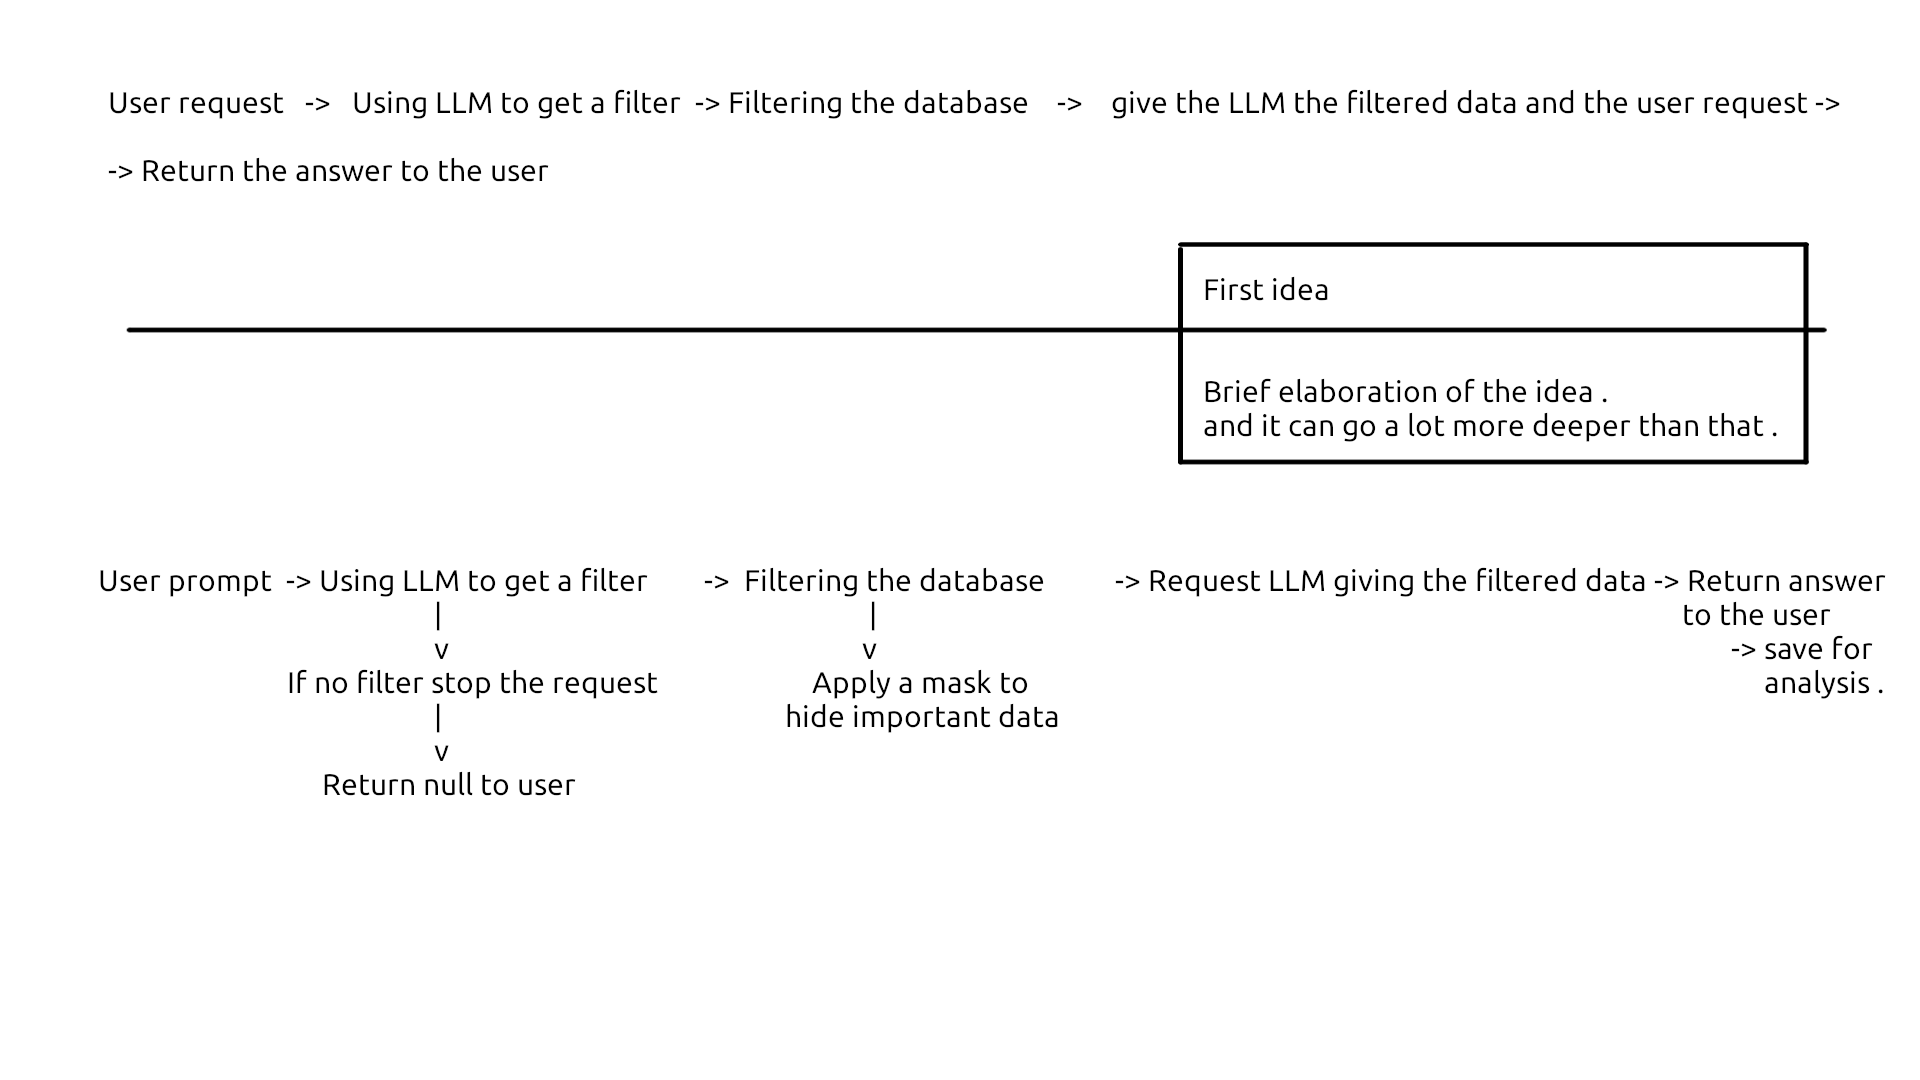 User request -> Using LLM to get a filter -> Filtering the database -> give the LLM the filtered data and the user request ->
-> Return the answer to the user
First idea
Brief elaboration of the idea .
and it can go a lot more deeper than that .
User prompt -> Using LLM to get a filter -> Filtering the database -> Request LLM giving the filtered data -> Return answer
| | to the user
v v -> save for
If no filter stop the request Apply a mask to analysis .
| hide important data
v
Return null to user